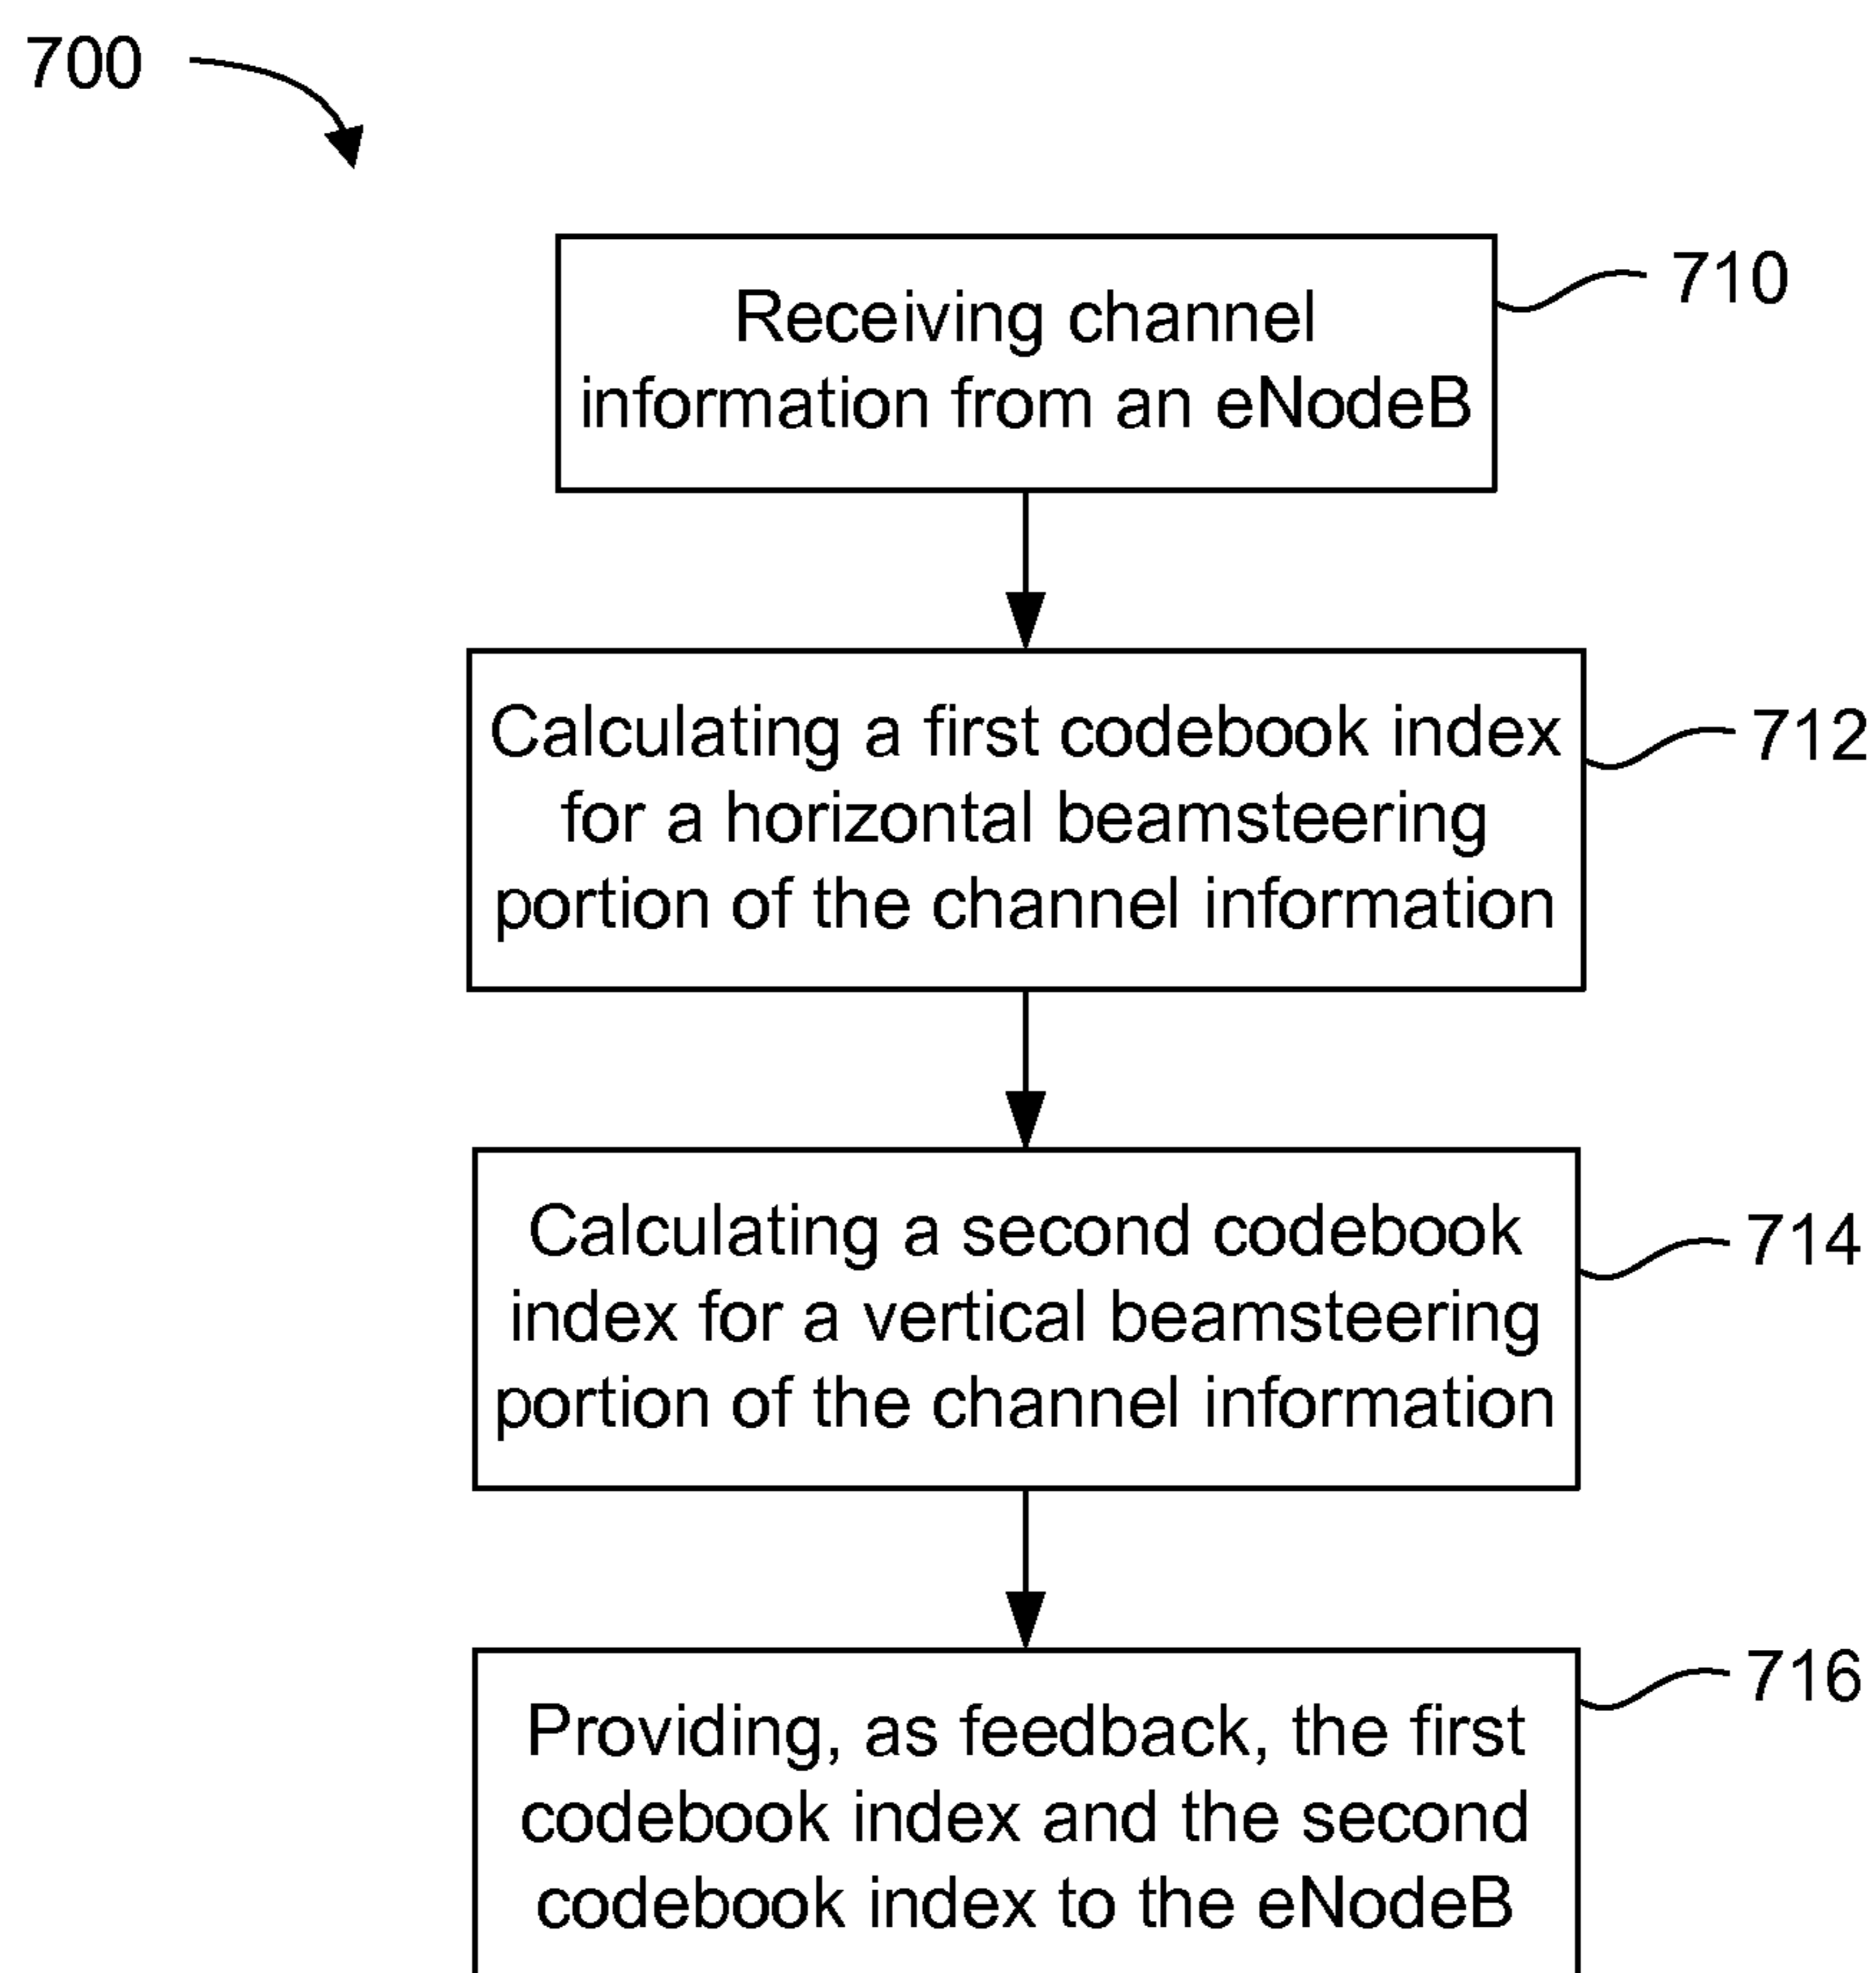 700
710
Receiving channel
information from an eNodeB
712
Calculating a first codebook index
for a horizontal beamsteering
portion of the channel information
714
Calculating a second codebook
index for a vertical beamsteering
portion of the channel information
716
Providing, as feedback, the first
codebook index and the second
codebook index to the eNodeB